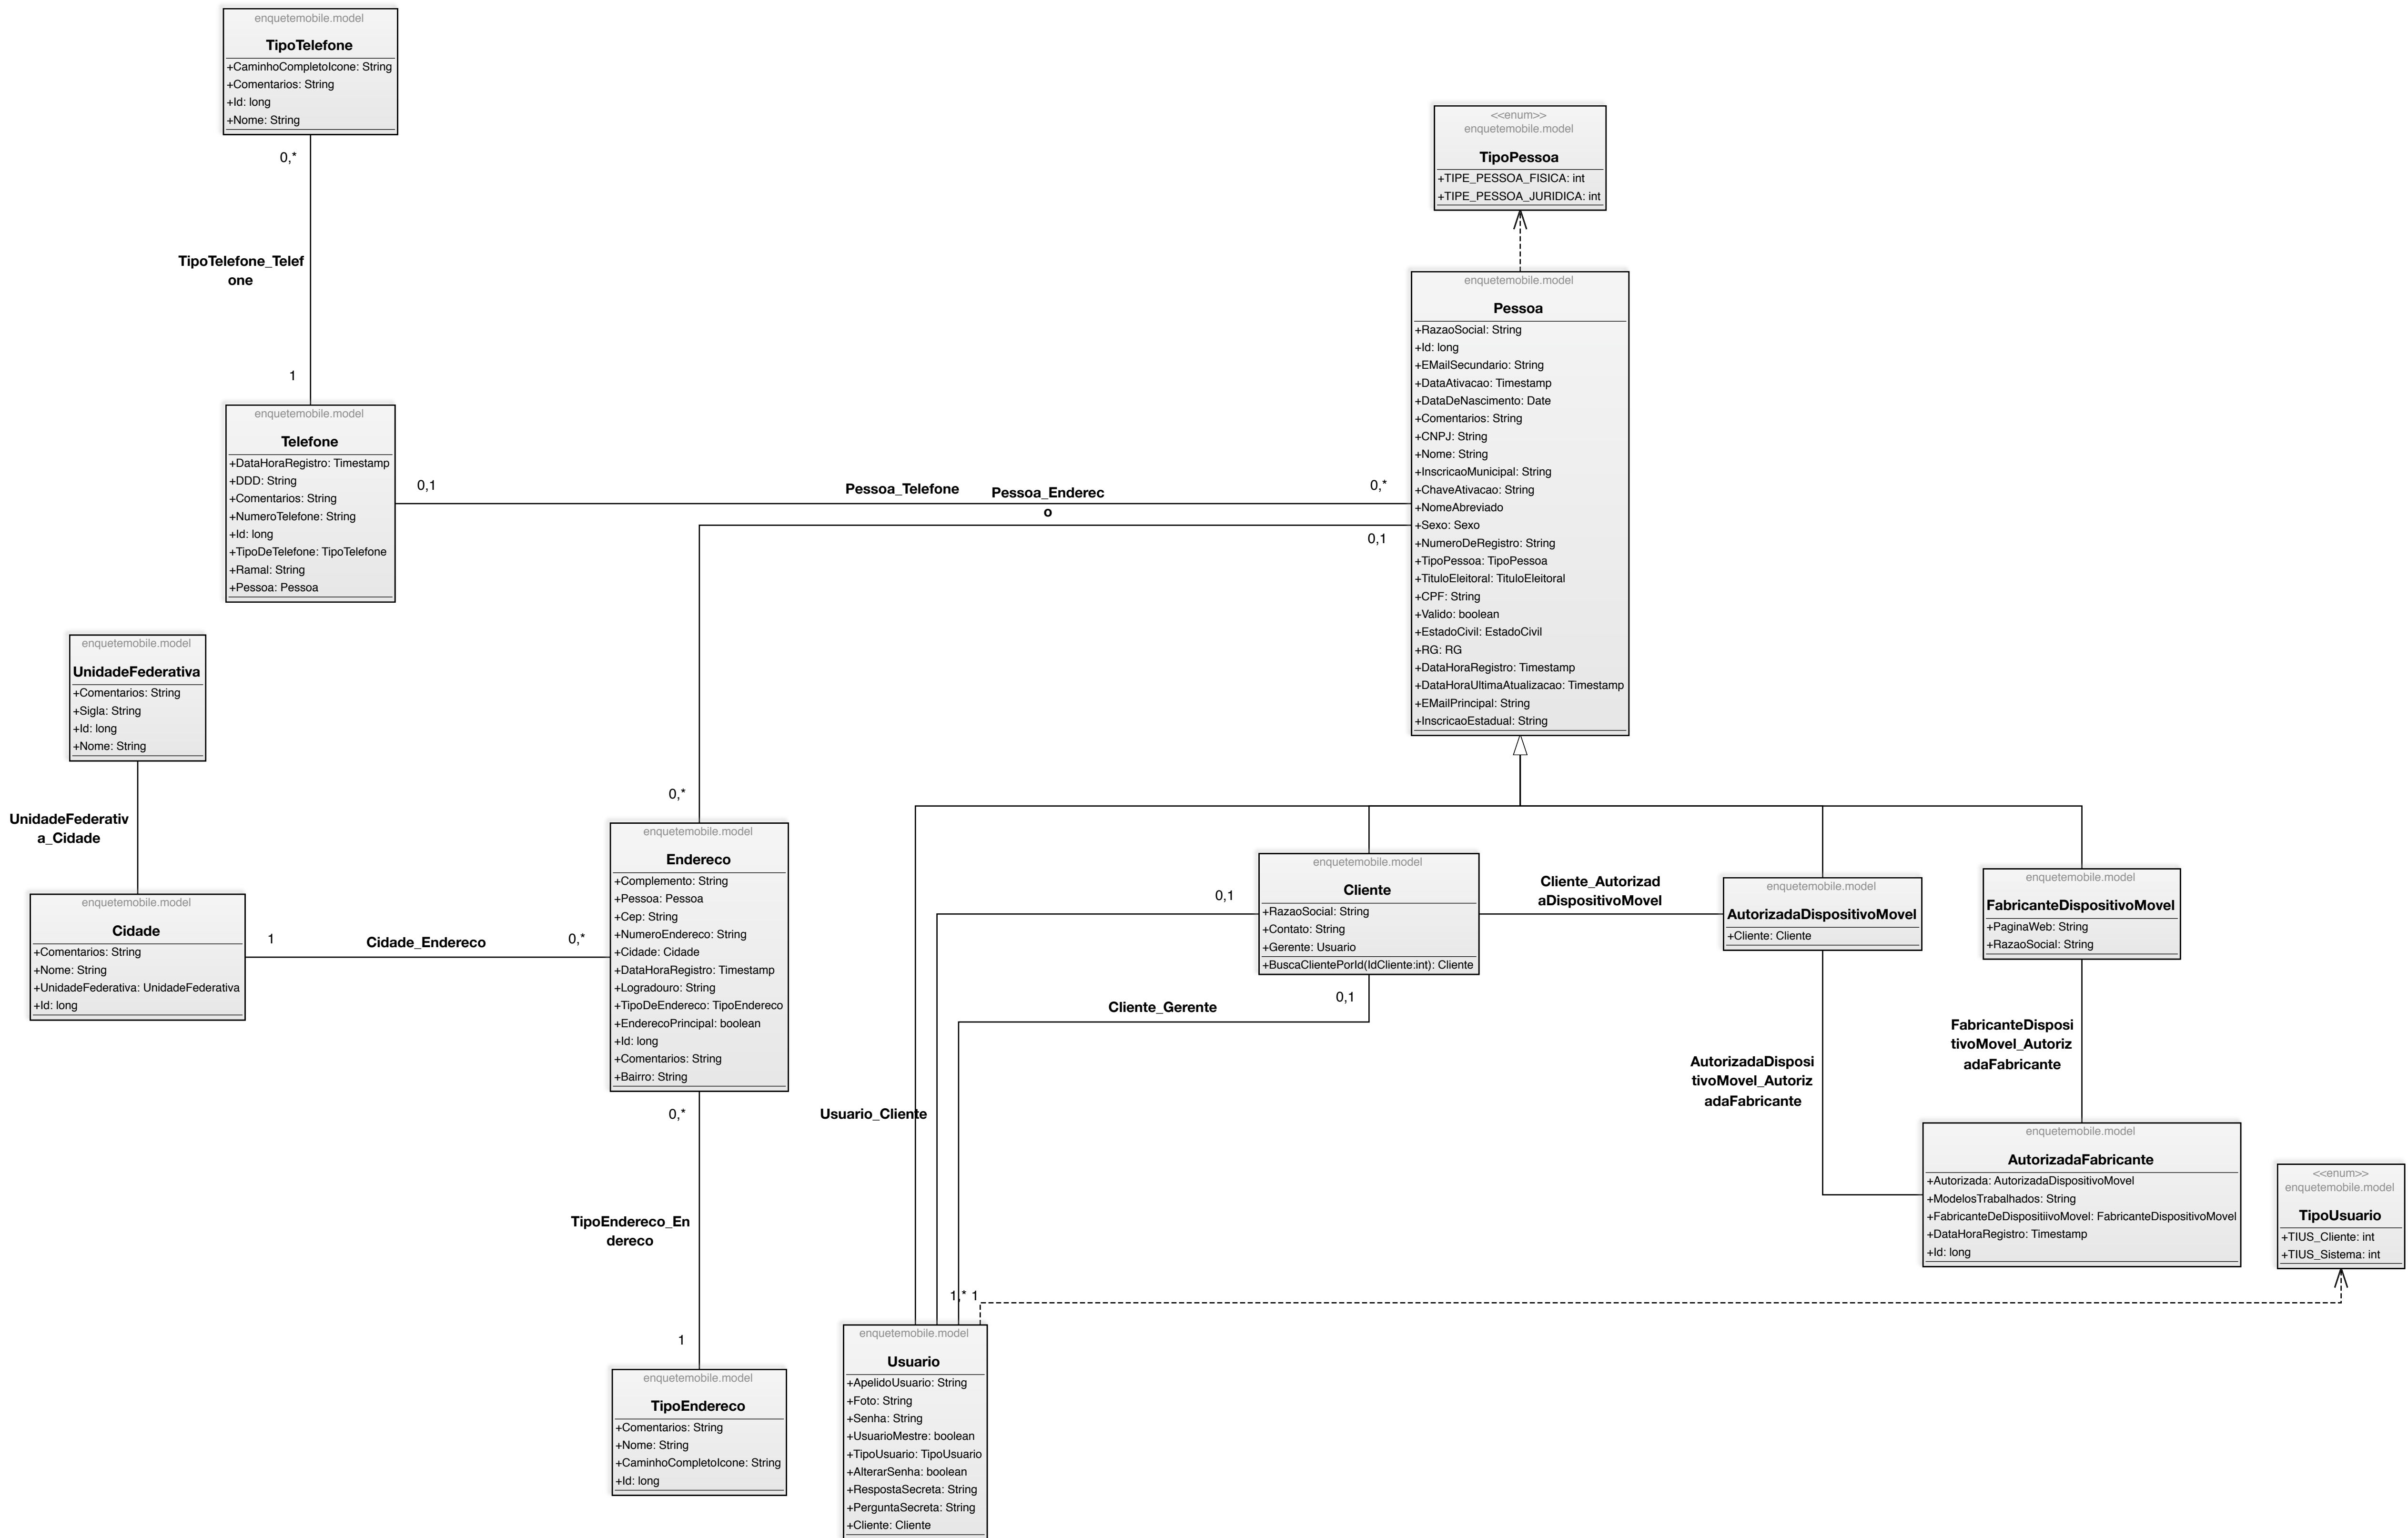 enquetemobile.model
TipoTelefone
+CaminhoCompletoIcone: String
+Comentarios: String
+Id: long
+Nome: String
0,*
TipoTelefone_Telef
one
1
enquetemobile.model
Telefone
+DataHoraRegistro: Timestamp
+DDD: String
+Comentarios: String
+NumeroTelefone: String
+Id: long
+TipoDeTelefone: TipoTelefone
+Ramal: String
+Pessoa: Pessoa
0,1
Pessoa_Telefone
0,*
Pessoa_Enderec
o
0,1
0,*
<<enum>>
enquetemobile.model
TipoPessoa
+TIPE_PESSOA_FISICA: int
+TIPE_PESSOA_JURIDICA: int
enquetemobile.model
Pessoa
+RazaoSocial: String
+Id: long
+EMailSecundario: String
+DataAtivacao: Timestamp
+DataDeNascimento: Date
+Comentarios: String
+CNPJ: String
+Nome: String
+InscricaoMunicipal: String
+ChaveAtivacao: String
+NomeAbreviado
+Sexo: Sexo
+NumeroDeRegistro: String
+TipoPessoa: TipoPessoa
+TituloEleitoral: TituloEleitoral
+CPF: String
+Valido: boolean
+EstadoCivil: EstadoCivil
+RG: RG
+DataHoraRegistro: Timestamp
+DataHoraUltimaAtualizacao: Timestamp
+EMailPrincipal: String
+InscricaoEstadual: String
enquetemobile.model
UnidadeFederativa
+Comentarios: String
+Sigla: String
+Id: long
+Nome: String
UnidadeFederativ
a_Cidade
enquetemobile.model
Cidade
+Comentarios: String
+Nome: String
+UnidadeFederativa: UnidadeFederativa
+Id: long
1
Cidade_Endereco
0,*
enquetemobile.model
Endereco
+Complemento: String
+Pessoa: Pessoa
+Cep: String
+NumeroEndereco: String
+Cidade: Cidade
+DataHoraRegistro: Timestamp
+Logradouro: String
+TipoDeEndereco: TipoEndereco
+EnderecoPrincipal: boolean
+Id: long
+Comentarios: String
+Bairro: String
0,*
TipoEndereco_En
dereco
1
enquetemobile.model
TipoEndereco
+Comentarios: String
+Nome: String
+CaminhoCompletoIcone: String
+Id: long
0,1
enquetemobile.model
Cliente
+RazaoSocial: String
+Contato: String
+Gerente: Usuario
+BuscaClientePorId(IdCliente:int): Cliente
0,1
Cliente_Gerente
Cliente_Autorizad
aDispositivoMovel
enquetemobile.model
AutorizadaDispositivoMovel
+Cliente: Cliente
enquetemobile.model
FabricanteDispositivoMovel
+PaginaWeb: String
+RazaoSocial: String
FabricanteDisposi
tivoMovel_Autoriz
adaFabricante
AutorizadaDisposi
tivoMovel_Autoriz
adaFabricante
Usuario_Cliente
enquetemobile.model
AutorizadaFabricante
+Autorizada: AutorizadaDispositivoMovel
+ModelosTrabalhados: String
+FabricanteDeDispositiivoMovel: FabricanteDispositivoMovel
+DataHoraRegistro: Timestamp
+Id: long
<<enum>>
enquetemobile.model
TipoUsuario
+TIUS_Cliente: int
+TIUS_Sistema: int
1,* 1
enquetemobile.model
Usuario
+ApelidoUsuario: String
+Foto: String
+Senha: String
+UsuarioMestre: boolean
+TipoUsuario: TipoUsuario
+AlterarSenha: boolean
+RespostaSecreta: String
+PerguntaSecreta: String
+Cliente: Cliente